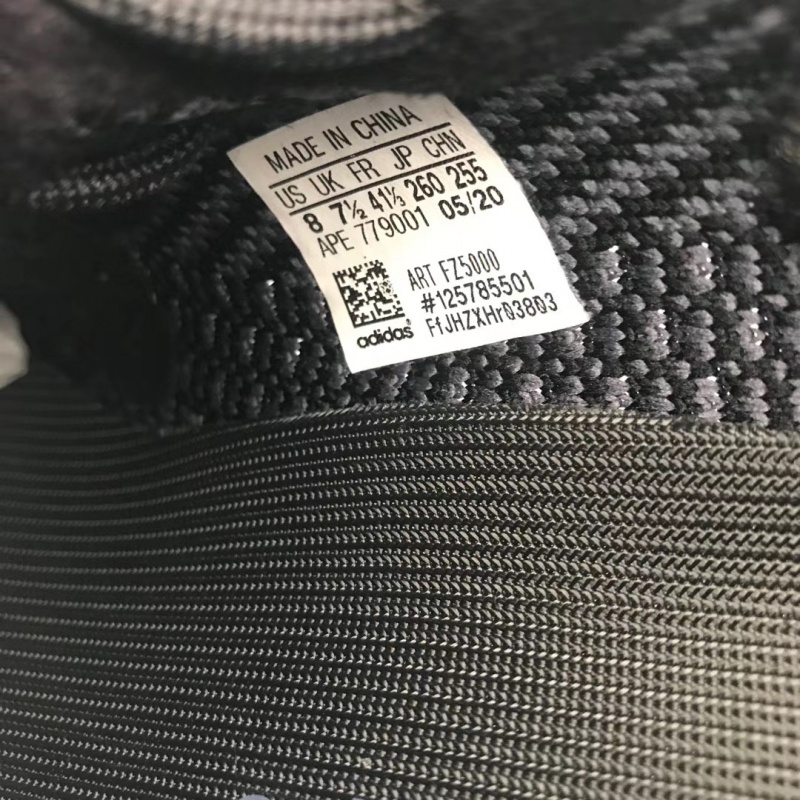 MADE IN CHINA
US UK FR JP CHN
8 7½ 41⅓ 260 255
APE 779001 05/20
ART FZ5000
#125785501
FfJHZXHr03803
adidas